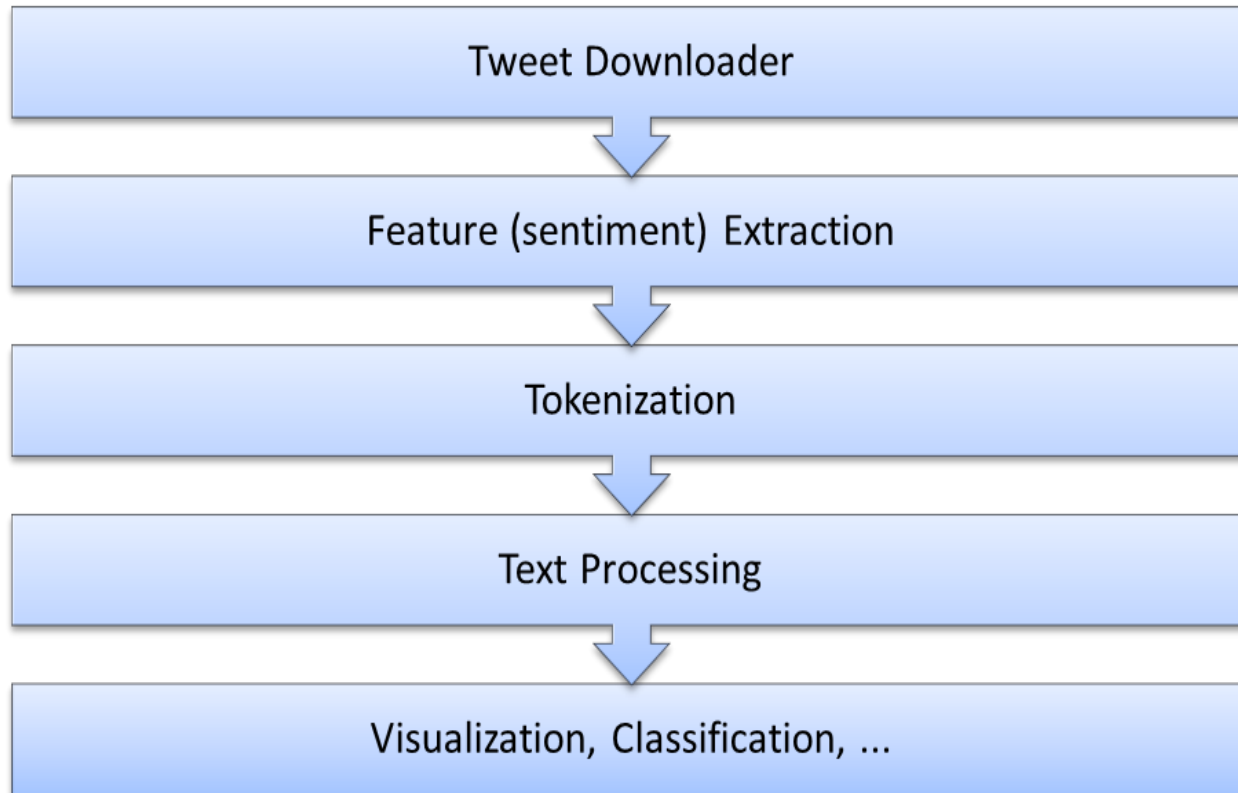 Tweet Downloader
Feature (sentiment) Extraction
Tokenization
Text Processing
Visualization, Classification, ...